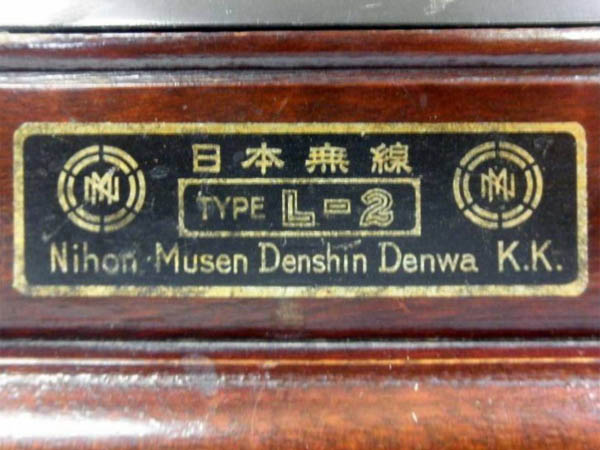 日本無線
TYPE L-2
Nihon Musen Denshin Denwa K.K.